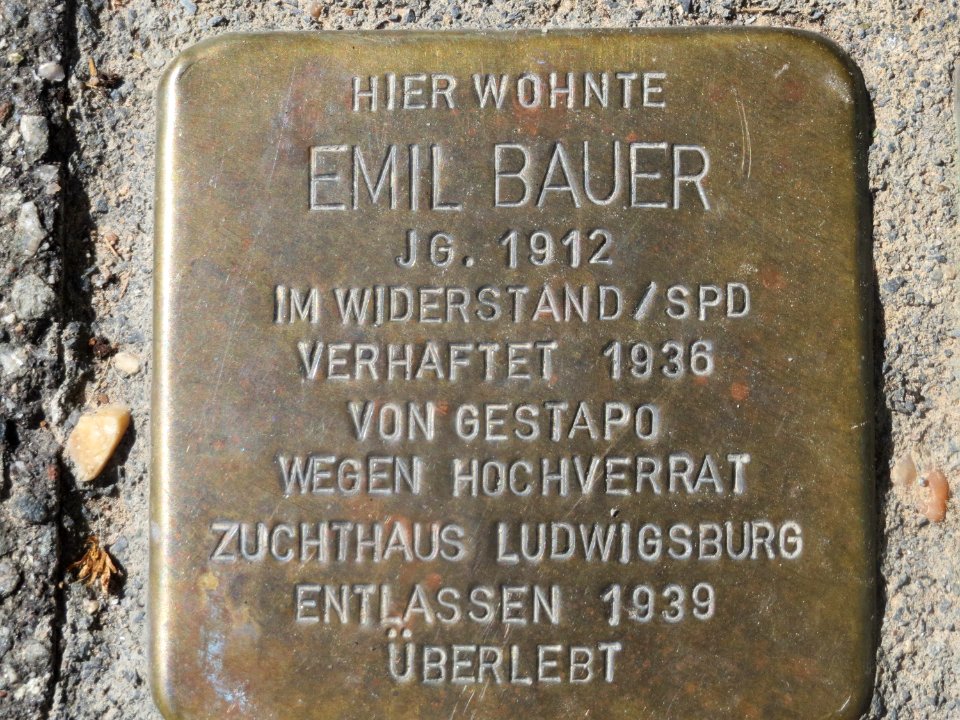 HIER WOHNTE
EMIL BAUER
JG. 1912
IM WIDERSTAND/SPD
VERHAFTET 1936
VON GESTAPO
WEGEN HOCHVERRAT
ZUCHTHAUS LUDWIGSBURG
ENTLASSEN 1939
ÜBERLEBT